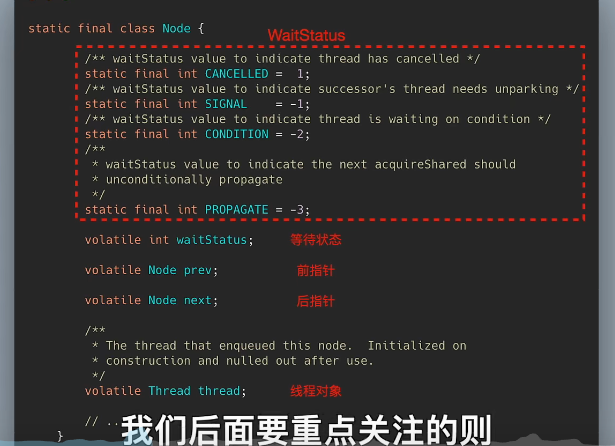 static final class Node {
WaitStatus
/** waitStatus value to indicate thread has cancelled */
static final int CANCELLED =  1;
/** waitStatus value to indicate successor's thread needs unparking */
static final int SIGNAL    = -1;
/** waitStatus value to indicate thread is waiting on condition */
static final int CONDITION = -2;
/**
* waitStatus value to indicate the next acquireShared should
* unconditionally propagate
*/
static final int PROPAGATE = -3;
volatile int waitStatus; 等待状态
volatile Node prev; 前指针
volatile Node next; 后指针
/**
* The thread that enqueued this node.  Initialized on
* construction and nulled out after use.
*/
volatile Thread thread; 线程对象
// ..
我们后面要重点关注的则
}